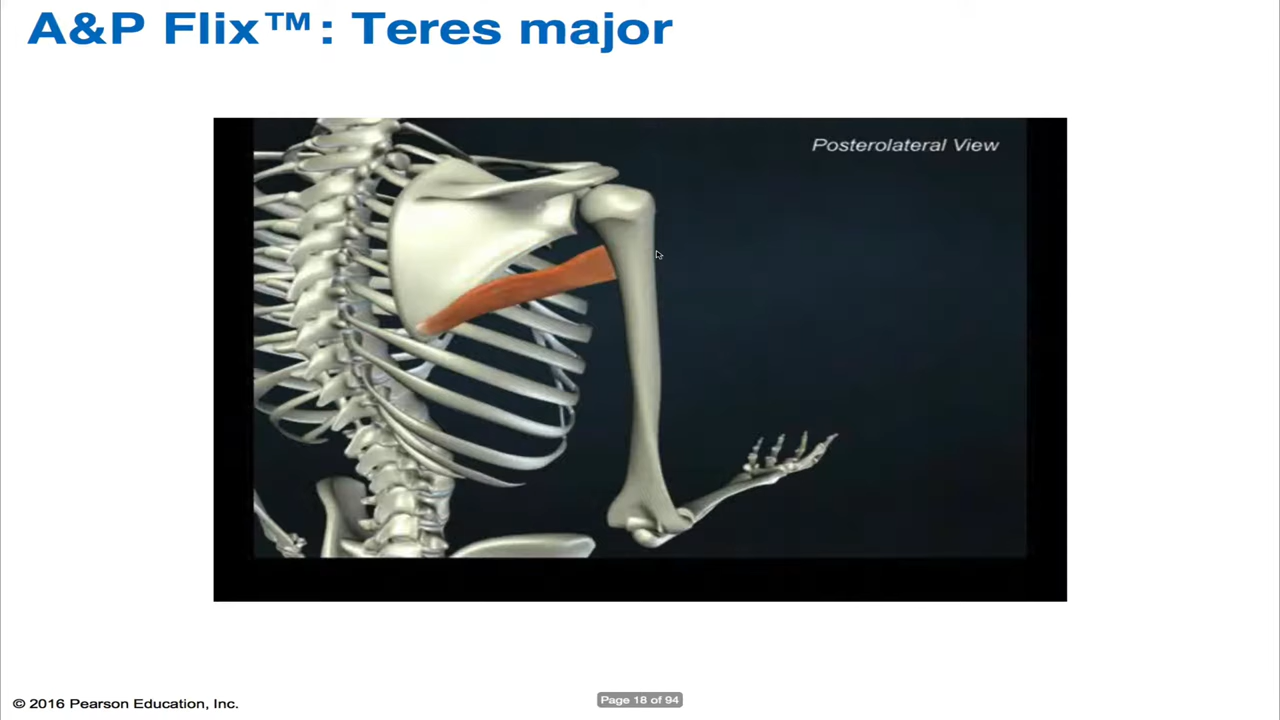 A&P Flix™: Teres major
Posterolateral View
© 2016 Pearson Education, Inc.
Page 18 of 94